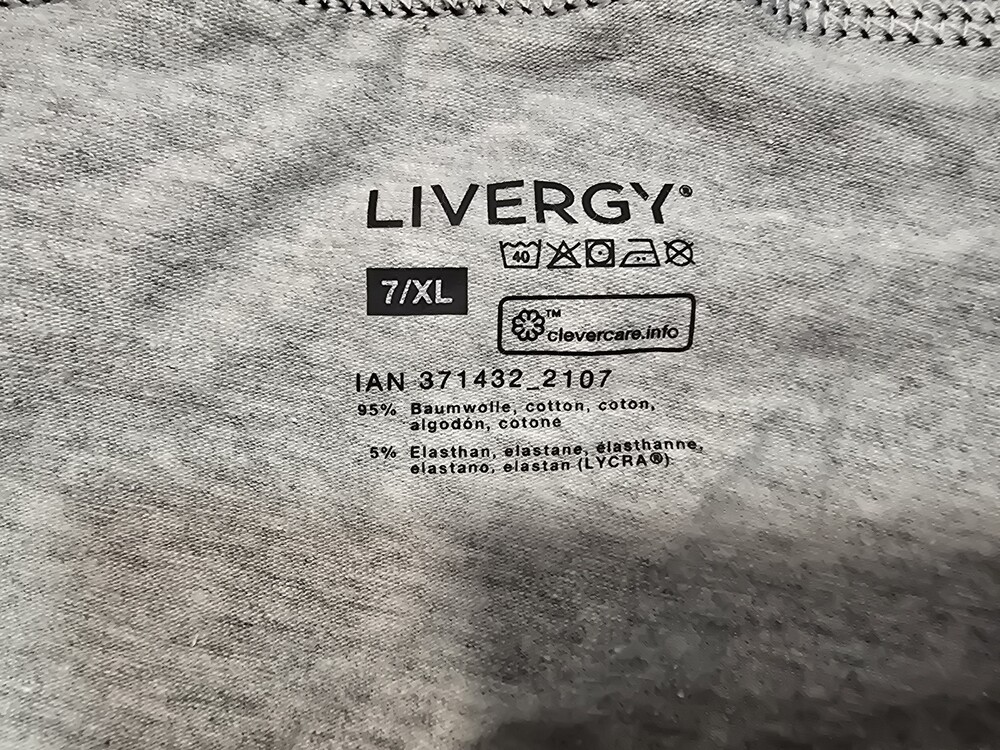 LIVERGY®
40
7/XL
™
clevercare.info
IAN 371432_2107
95% Baumwolle, cotton, coton,
algodón, cotone
5% Elasthan, elastane, élasthanne,
elastano, elastan (LYCRA®)